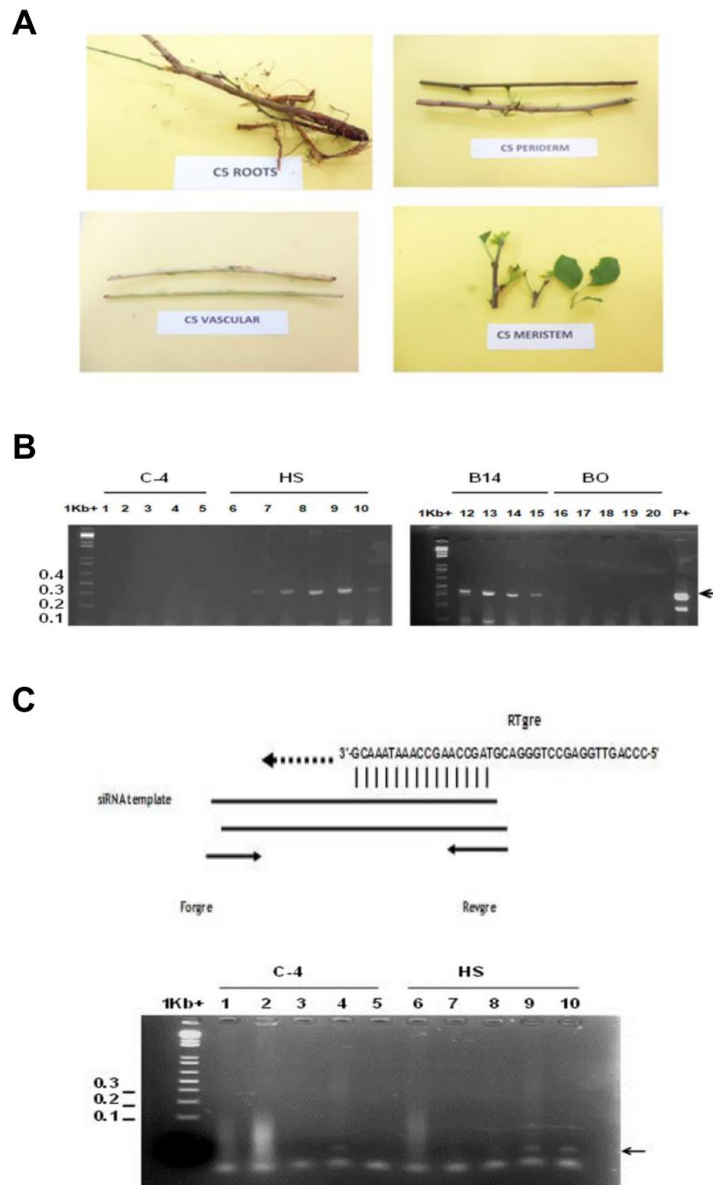 A
C5 ROOTS
C5 PERIDERM
C5 VASCULAR
C5 MERISTEM
B
C-4 HS B14 BO
1Kb+ 1 2 3 4 5 6 7 8 9 10 1Kb+ 12 13 14 15 16 17 18 19 20 P+
0.4
0.3
0.2
0.1
C
RTgre
3'-GCAAATAAACCGAACCGATGCAGGGTCCGAGGTTGACCC-5'
siRNA template
Forgre Revgre
C-4 HS
1Kb+ 1 2 3 4 5 6 7 8 9 10
0.3
0.2
0.1